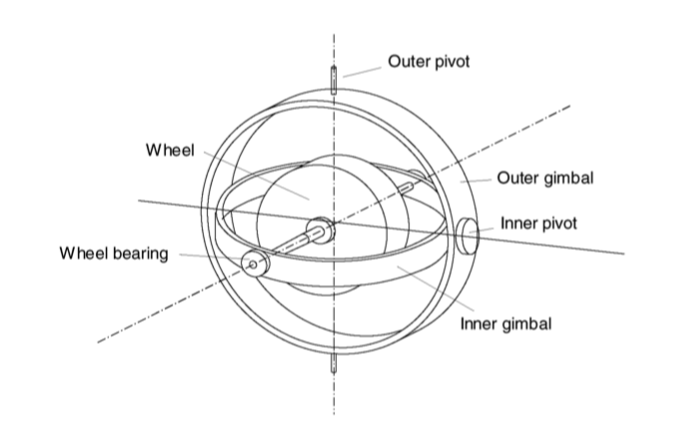 Outer pivot
Wheel
Outer gimbal
Inner pivot
Wheel bearing
Inner gimbal